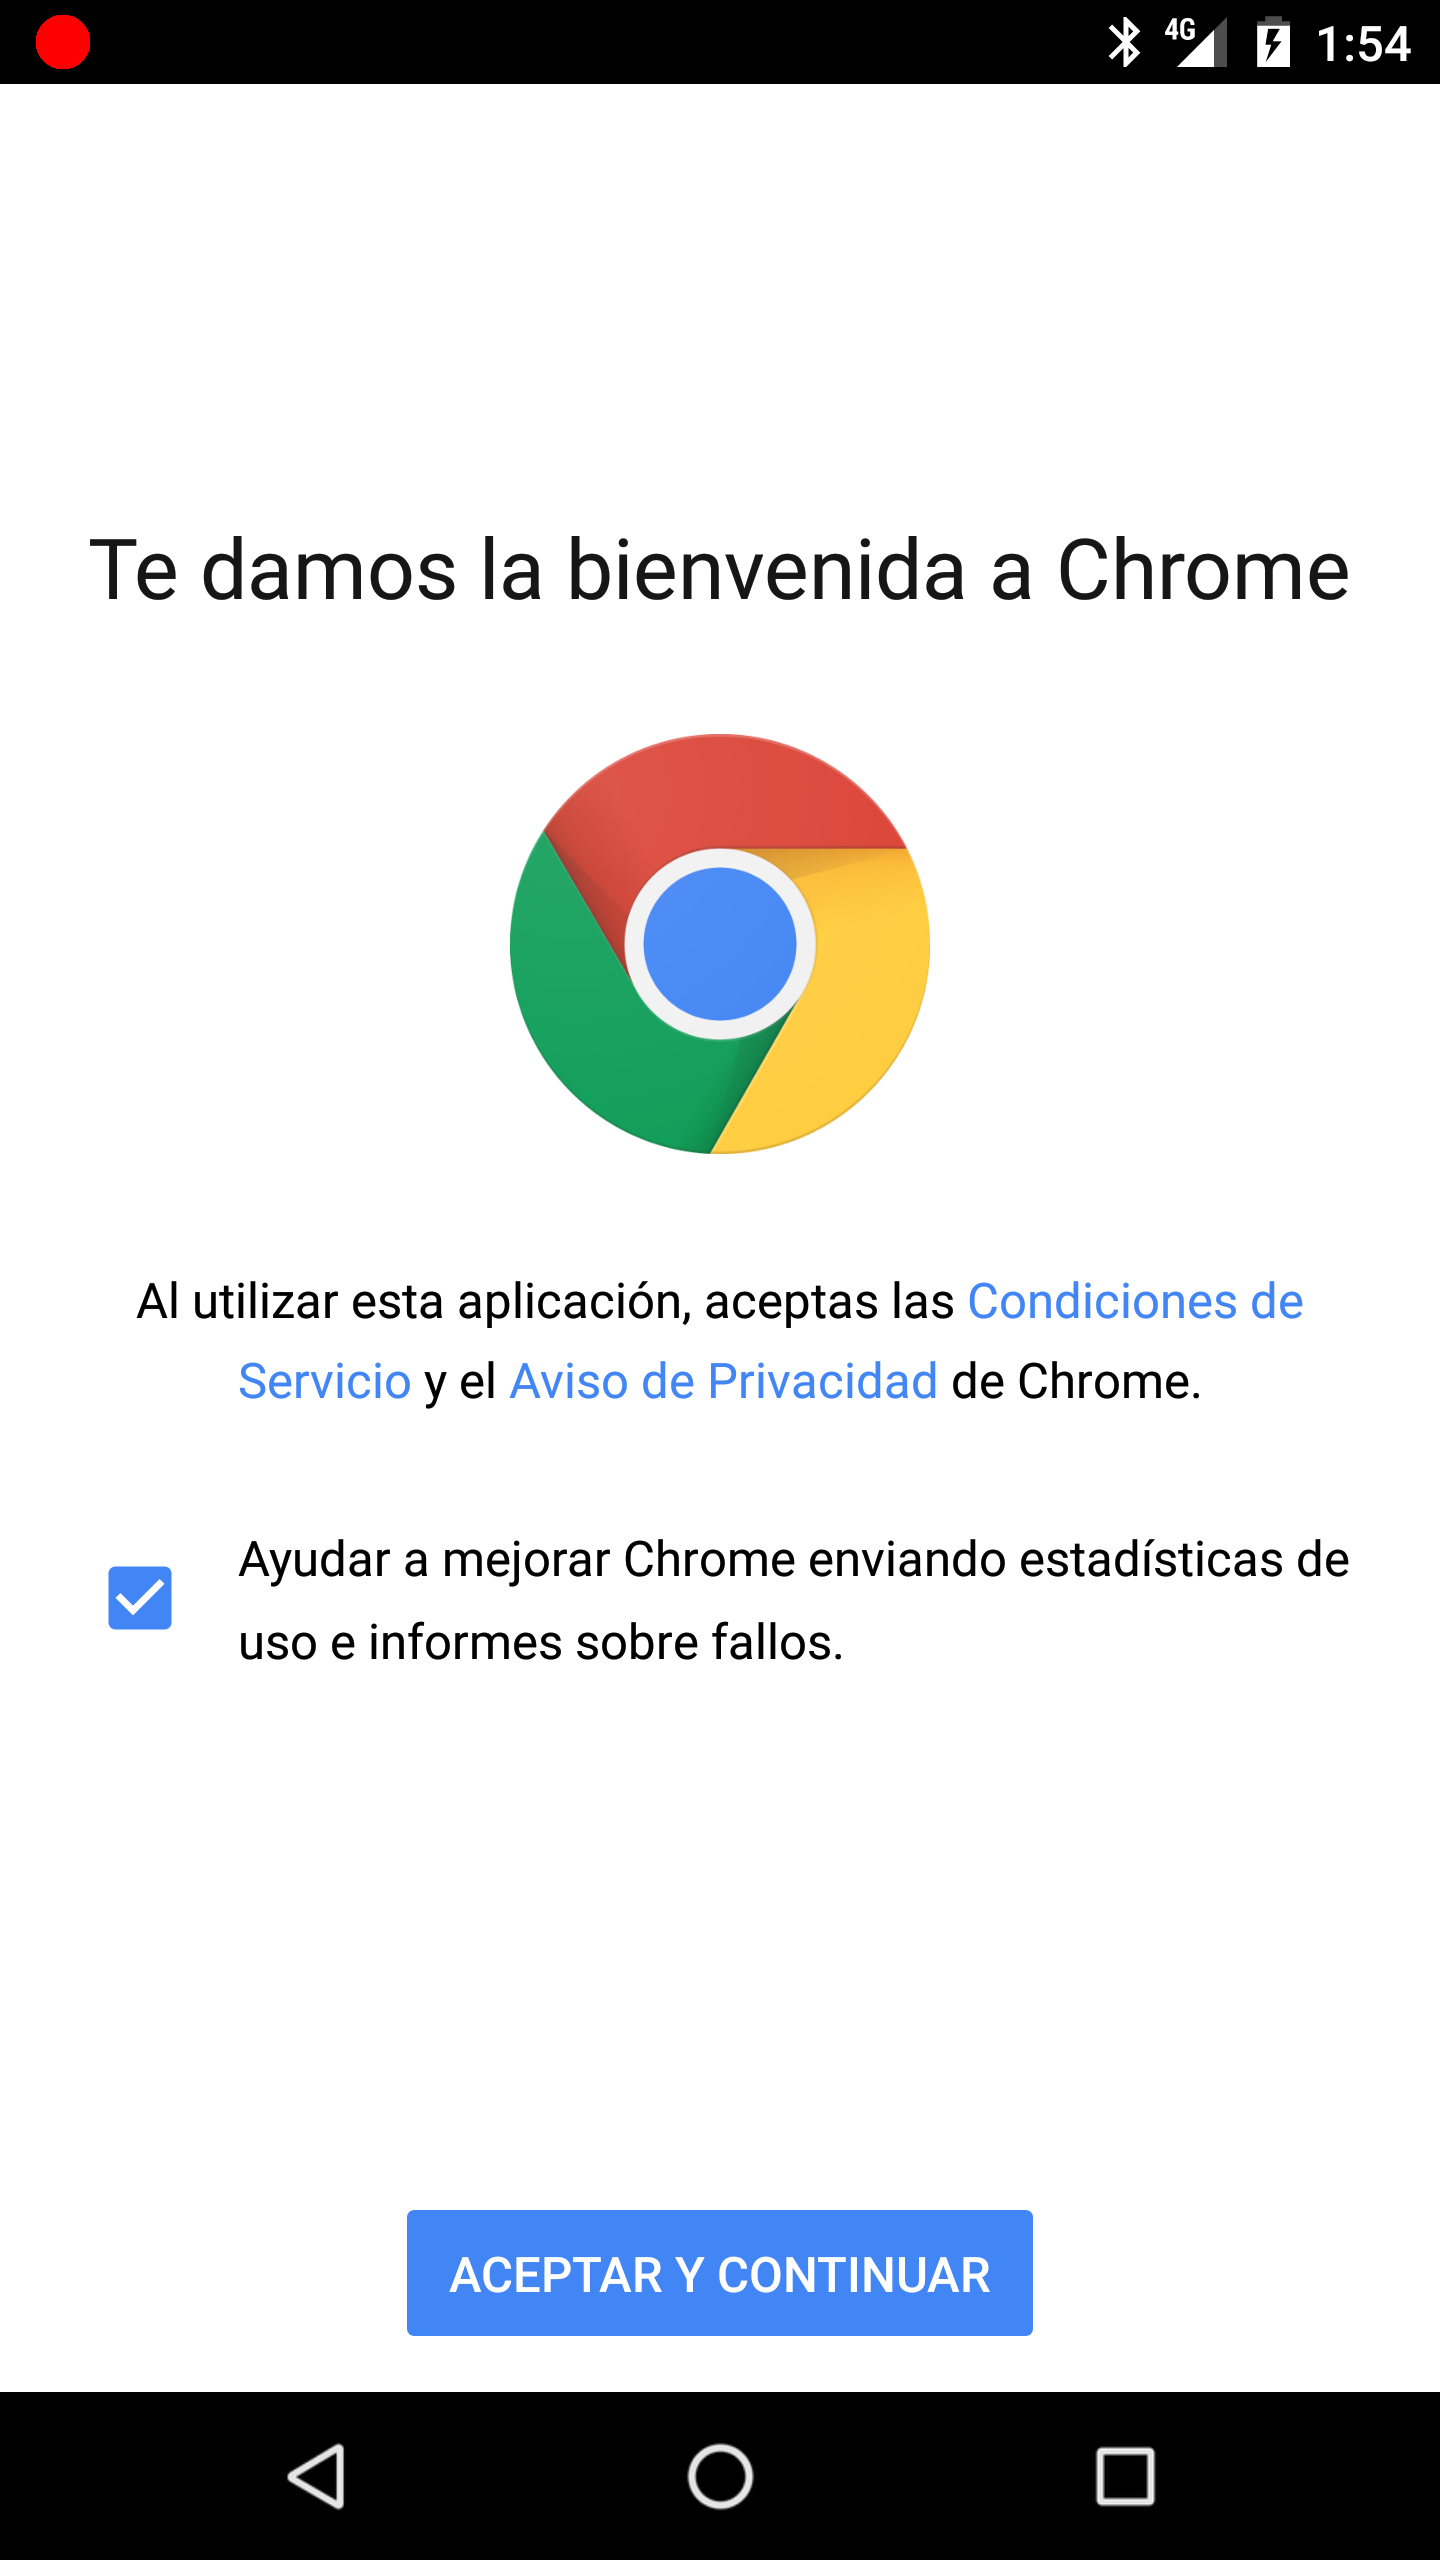 4G 1:54
Te damos la bienvenida a Chrome
Al utilizar esta aplicación, aceptas las Condiciones de
Servicio y el Aviso de Privacidad de Chrome.
Ayudar a mejorar Chrome enviando estadísticas de
uso e informes sobre fallos.
ACEPTAR Y CONTINUAR